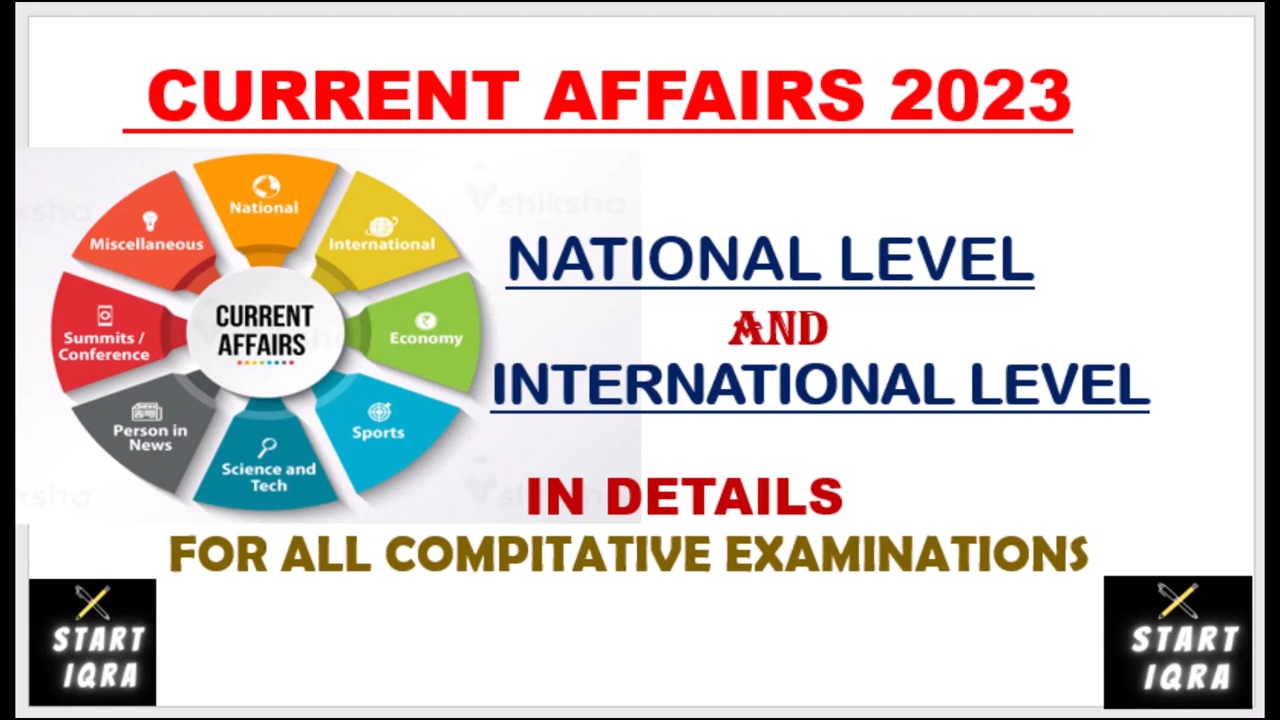 CURRENT AFFAIRS 2023
National
International
Economy
Sports
Science and
Tech
Person in
News
Summits /
Conference
Miscellaneous
CURRENT
AFFAIRS
shiksha
NATIONAL LEVEL
AND
INTERNATIONAL LEVEL
IN DETAILS
FOR ALL COMPITATIVE EXAMINATIONS
START
IQRA
START
IQRA